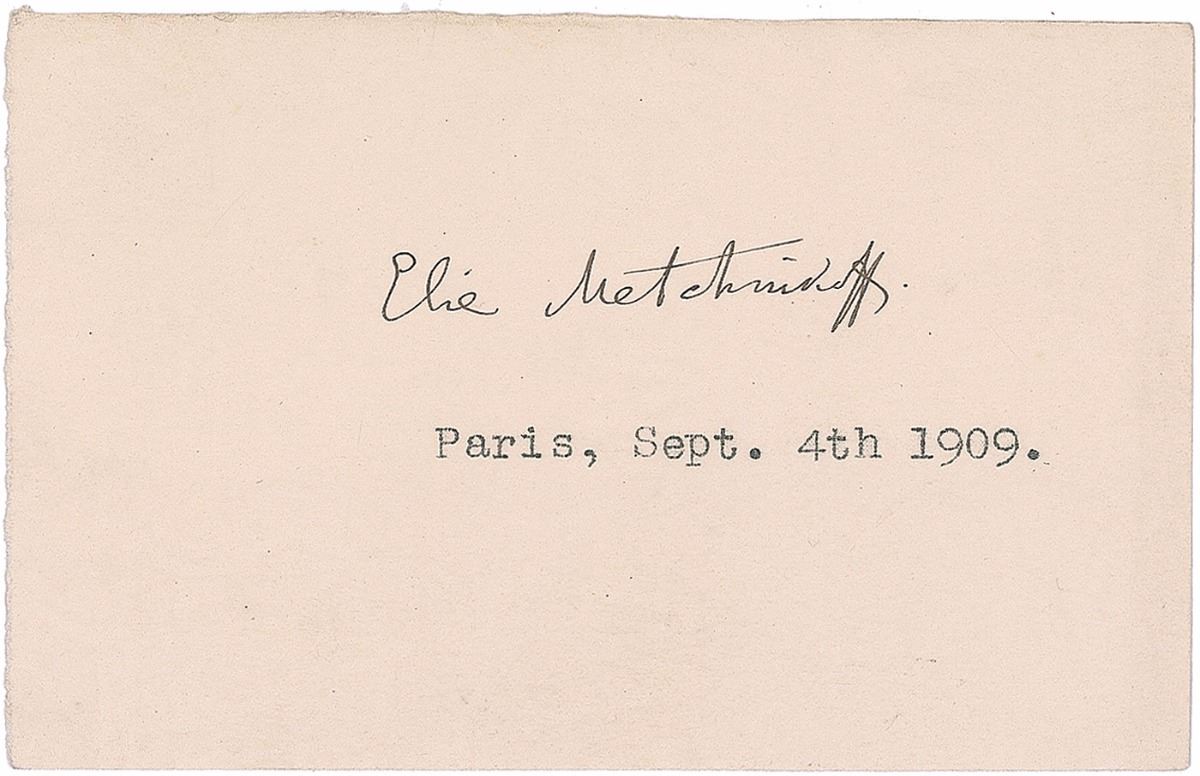 Elie Metchnikoff.
Paris, Sept. 4th 1909.